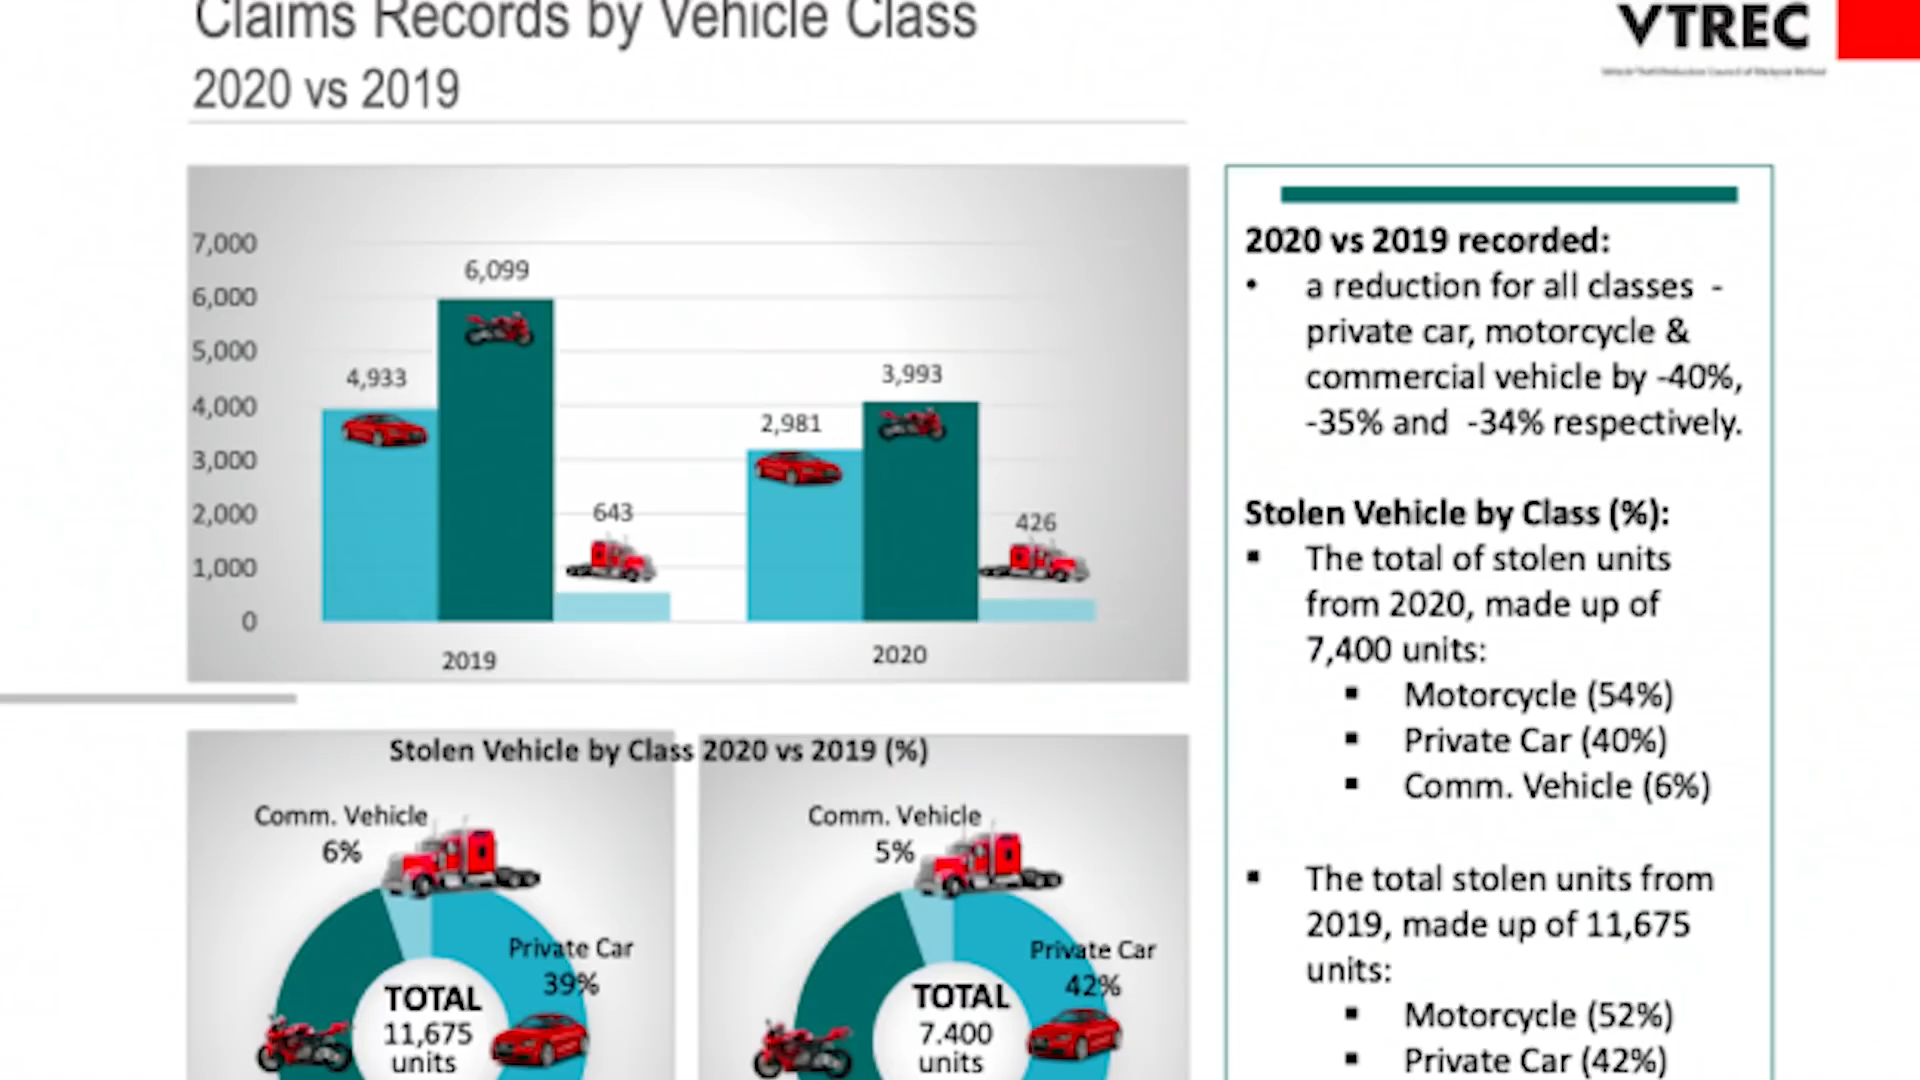 Claims Records by Vehicle Class
2020 vs 2019
VTREC
7,000
6,000
5,000
4,000
3,000
2,000
1,000
0
4,933
6,099
643
2019
2,981
3,993
426
2020
2020 vs 2019 recorded:
• a reduction for all classes -
private car, motorcycle &
commercial vehicle by -40%,
-35% and -34% respectively.
Stolen Vehicle by Class (%):
▪ The total of stolen units
from 2020, made up of
7,400 units:
▪ Motorcycle (54%)
▪ Private Car (40%)
▪ Comm. Vehicle (6%)
▪ The total stolen units from
2019, made up of 11,675
units:
▪ Motorcycle (52%)
▪ Private Car (42%)
Stolen Vehicle by Class 2020 vs 2019 (%)
Comm. Vehicle
6%
Private Car
39%
TOTAL
11,675
units
Comm. Vehicle
5%
Private Car
42%
TOTAL
7.400
units